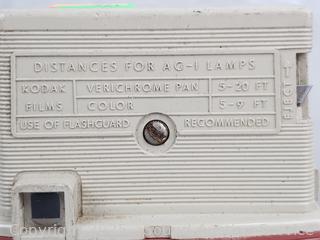 DISTANCES FOR AG-1 LAMPS
KODAK VERICHROME PAN 5-20 FT
FILMS COLOR 5-9 FT
USE OF FLASHGUARD RECOMMENDED
EJECT